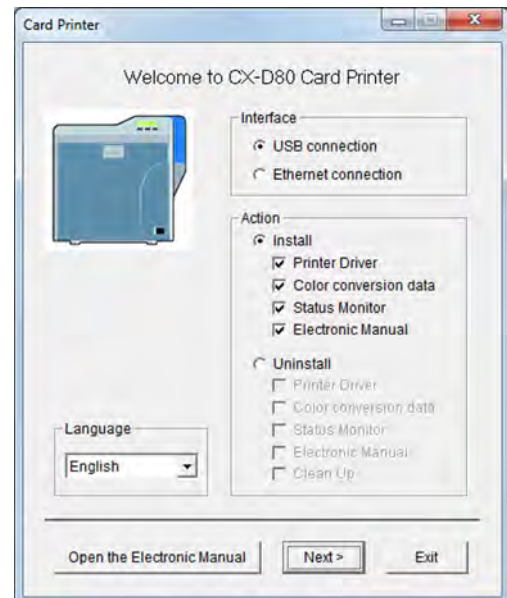 Card Printer
Welcome to CX-D80 Card Printer
Interface
USB connection
Ethernet connection
Action
Install
Printer Driver
Color conversion data
Status Monitor
Electronic Manual
Uninstall
Printer Driver
Color conversion data
Status Monitor
Electronic Manual
Clean Up
Language
English
Open the Electronic Manual
Next >
Exit